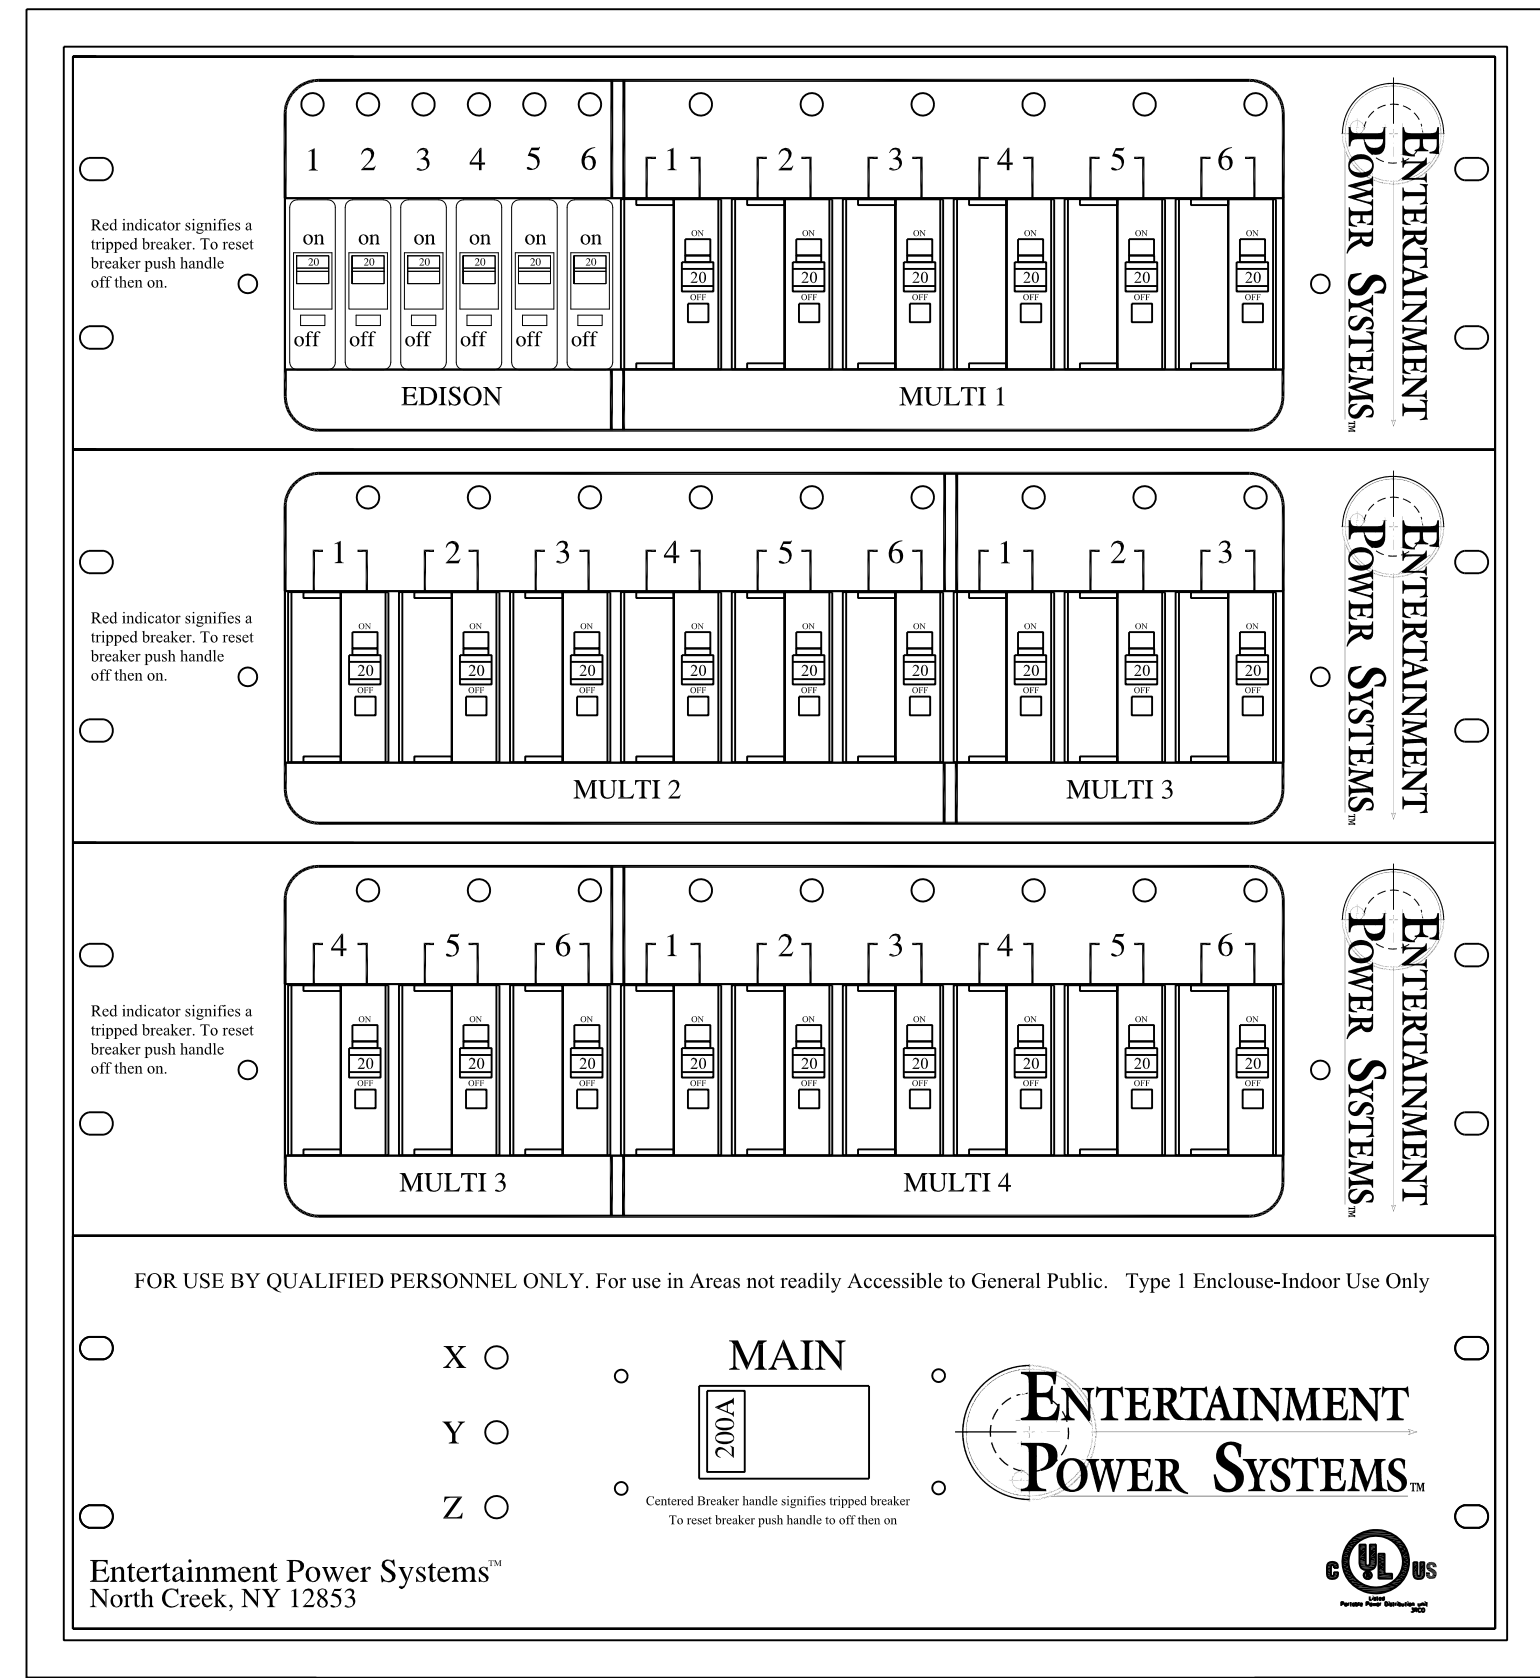 1 2 3 4 5 6 1 2 3 4 5 6
Red indicator signifies a
tripped breaker. To reset
breaker push handle
off then on.
on on on on on on ON ON ON ON ON ON
20 20 20 20 20 20 20 20 20 20 20 20
OFF OFF OFF OFF OFF OFF
off off off off off off
EDISON MULTI 1
ENTERTAINMENT
POWER SYSTEMS™
1 2 3 4 5 6 1 2 3
Red indicator signifies a
tripped breaker. To reset
breaker push handle
off then on.
ON ON ON ON ON ON ON ON ON
20 20 20 20 20 20 20 20 20
OFF OFF OFF OFF OFF OFF OFF OFF OFF
MULTI 2 MULTI 3
ENTERTAINMENT
POWER SYSTEMS™
4 5 6 1 2 3 4 5 6
Red indicator signifies a
tripped breaker. To reset
breaker push handle
off then on.
ON ON ON ON ON ON ON ON ON
20 20 20 20 20 20 20 20 20
OFF OFF OFF OFF OFF OFF OFF OFF OFF
MULTI 3 MULTI 4
ENTERTAINMENT
POWER SYSTEMS™
FOR USE BY QUALIFIED PERSONNEL ONLY. For use in Areas not readily Accessible to General Public. Type 1 Enclouse-Indoor Use Only
X
Y
Z
MAIN
200A
Centered Breaker handle signifies tripped breaker
To reset breaker push handle to off then on
ENTERTAINMENT
POWER SYSTEMS™
Entertainment Power Systems™
North Creek, NY 12853
C UL US
Listed
Portable Power Distribution unit